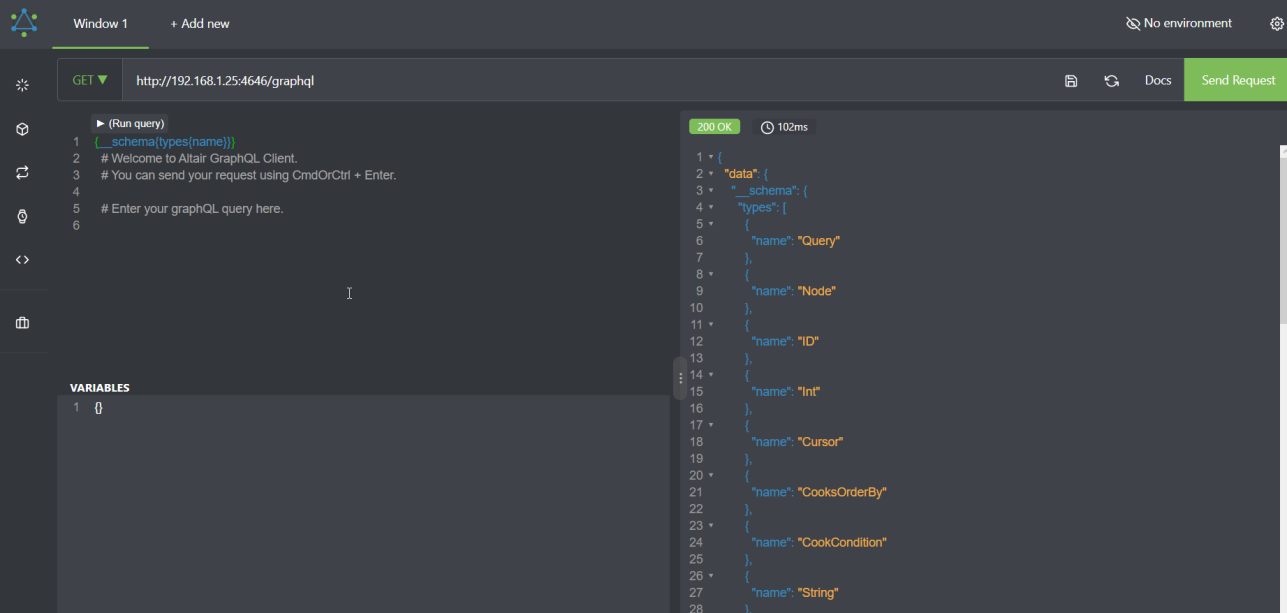 Window 1
+ Add new
No environment
GET ▼
http://192.168.1.25:4646/graphql
Docs
Send Request
▶ (Run query)
1 {__schema{types{name}}}
2 # Welcome to Altair GraphQL Client.
3 # You can send your request using CmdOrCtrl + Enter.
4
5 # Enter your graphQL query here.
6
VARIABLES
1 {}
200 OK
102ms
1 ▾ {
2 ▾ "data": {
3 ▾ "__schema": {
4 ▾ "types": [
5 ▾ {
6 "name": "Query"
7 },
8 ▾ {
9 "name": "Node"
10 },
11 ▾ {
12 "name": "ID"
13 },
14 ▾ {
15 "name": "Int"
16 },
17 ▾ {
18 "name": "Cursor"
19 },
20 ▾ {
21 "name": "CooksOrderBy"
22 },
23 ▾ {
24 "name": "CookCondition"
25 },
26 ▾ {
27 "name": "String"
28 }